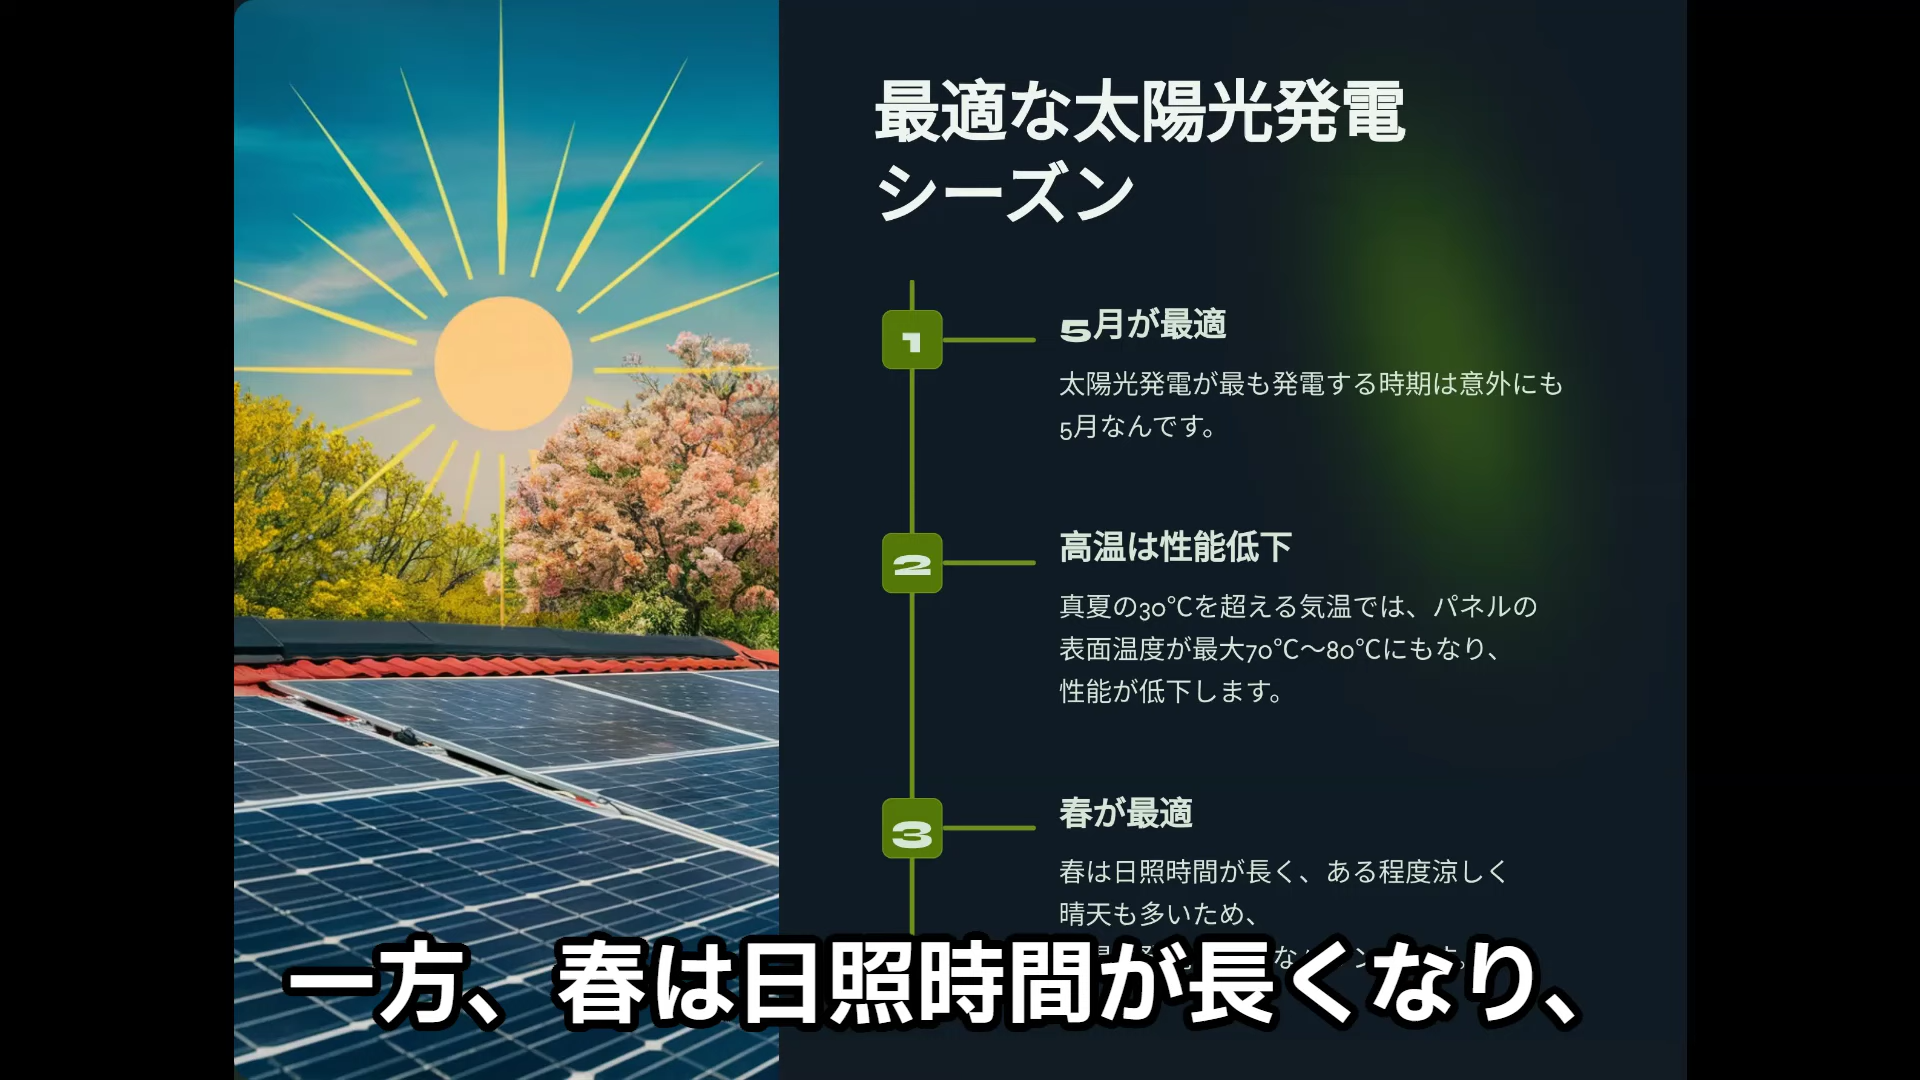 最適な太陽光発電
シーズン
1
5月が最適
太陽光発電が最も発電する時期は意外にも
5月なんです。
2
高温は性能低下
真夏の30℃を超える気温では、パネルの
表面温度が最大70℃〜80℃にもなり、
性能が低下します。
3
春が最適
春は日照時間が長く、ある程度涼しく
晴天も多いため、
一方、春は日照時間が長くなり、